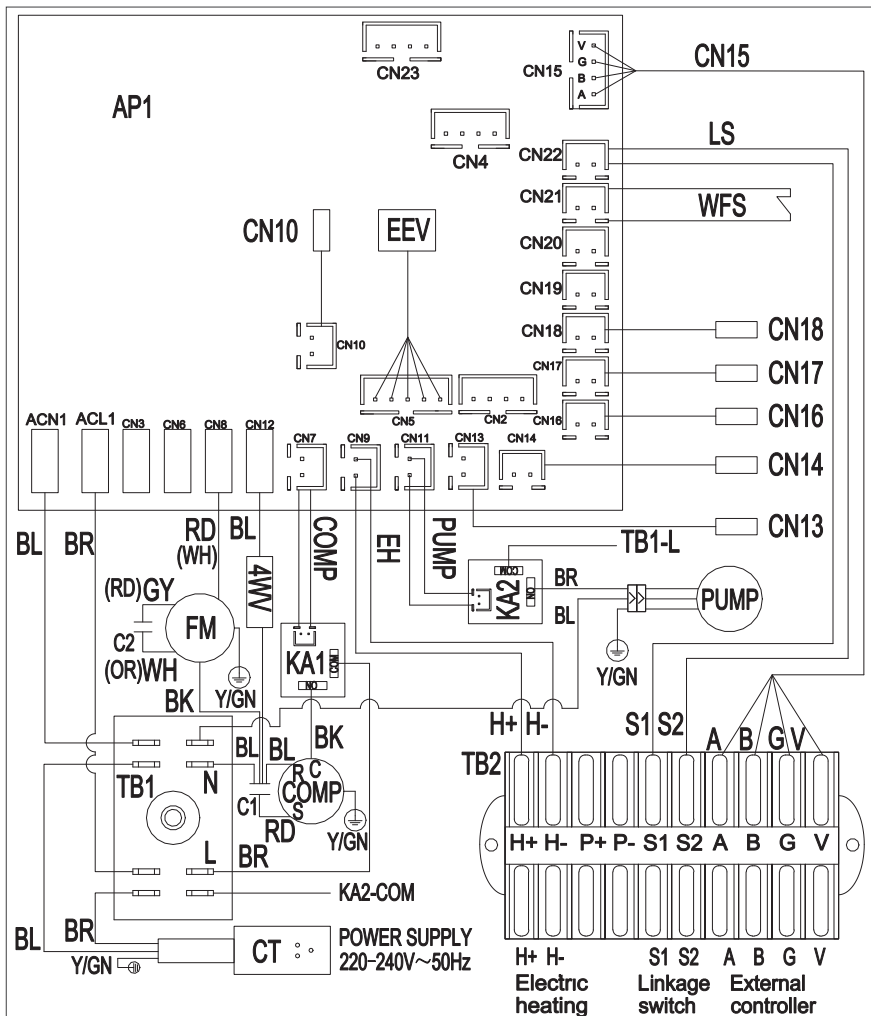 CN23
V
G
B
A
CN15
CN15
AP1
CN4
CN22
LS
CN21
WFS
CN10
EEV
CN20
CN19
CN10
CN18
CN18
CN17
CN17
CN5
CN2
CN16
CN16
ACN1 ACL1 CN3 CN6 CN8 CN12 CN7 CN9 CN11 CN13 CN14
CN14
CN13
BL BR RD BL COMP EH PUMP
(WH)
TB1-L
4WV
COM
KA2
ON
BR
BL
PUMP
Y/GN
(RD)GY
C2
FM
(OR)WH
Y/GN
BK
KA1
COM
NO
BL BL BK
H+ H- S1 S2 A B G V
TB1
N
C1
R C
COMP
S
RD
Y/GN
TB2
L
BR
H+ H- P+ P- S1 S2 A B G V
KA2-COM
BL BR
Y/GN
CT
POWER SUPPLY
220-240V～50Hz
H+ H- S1 S2 A B G V
Electric
heating
Linkage
switch
External
controller